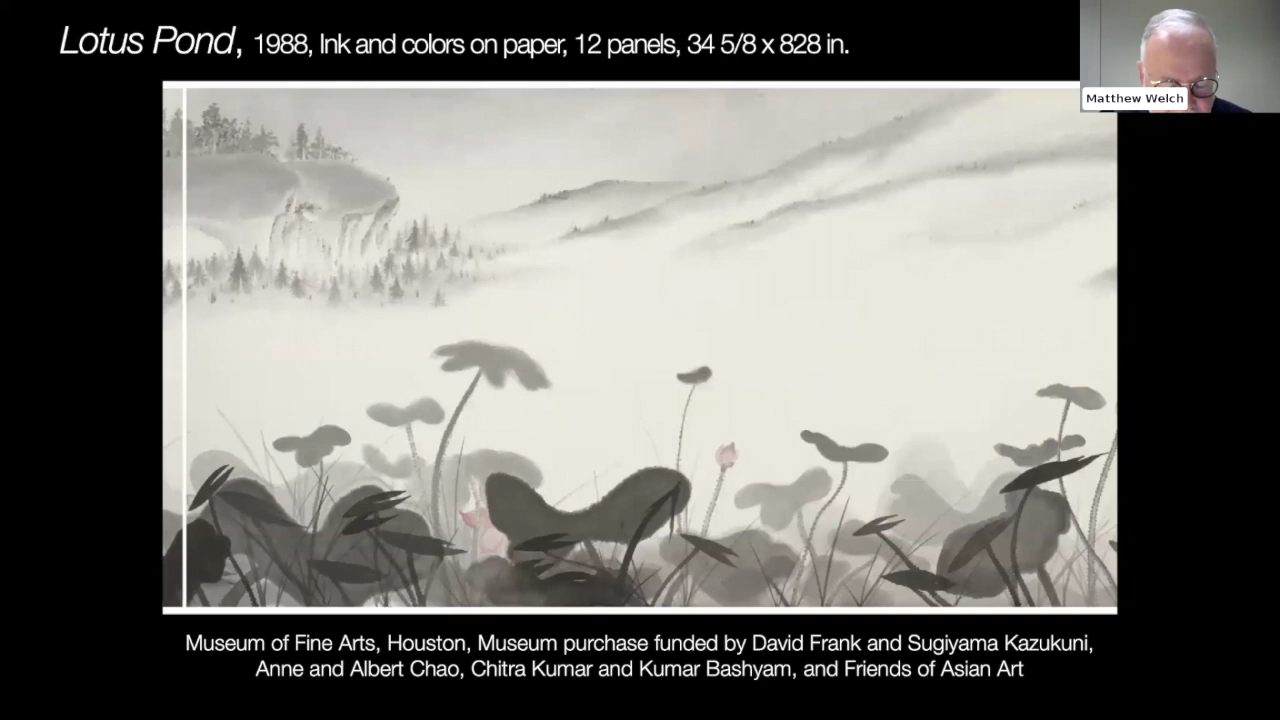 Lotus Pond, 1988, Ink and colors on paper, 12 panels, 34 5/8 x 828 in.
Matthew Welch
Museum of Fine Arts, Houston, Museum purchase funded by David Frank and Sugiyama Kazukuni,
Anne and Albert Chao, Chitra Kumar and Kumar Bashyam, and Friends of Asian Art